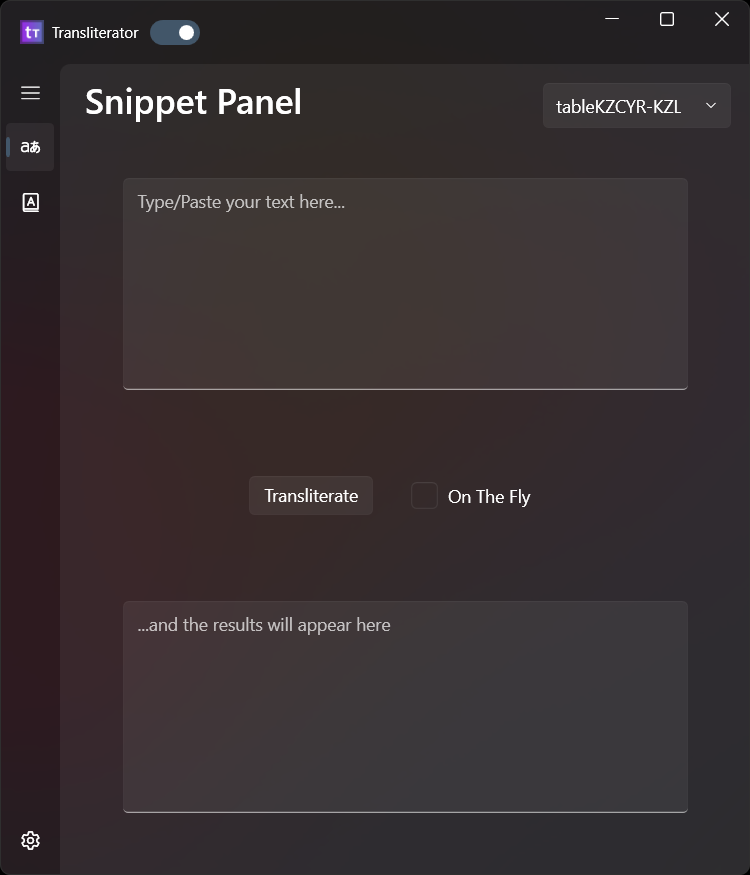 tT Transliterator
Snippet Panel
tableKZCYR-KZL
aあ
A
Type/Paste your text here...
Transliterate
On The Fly
...and the results will appear here